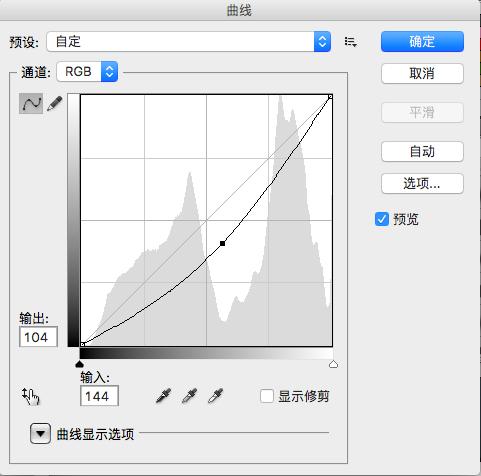 曲线
预设: 自定
确定
通道: RGB
取消
平滑
自动
选项...
预览
输出:
104
输入:
144
显示修剪
曲线显示选项